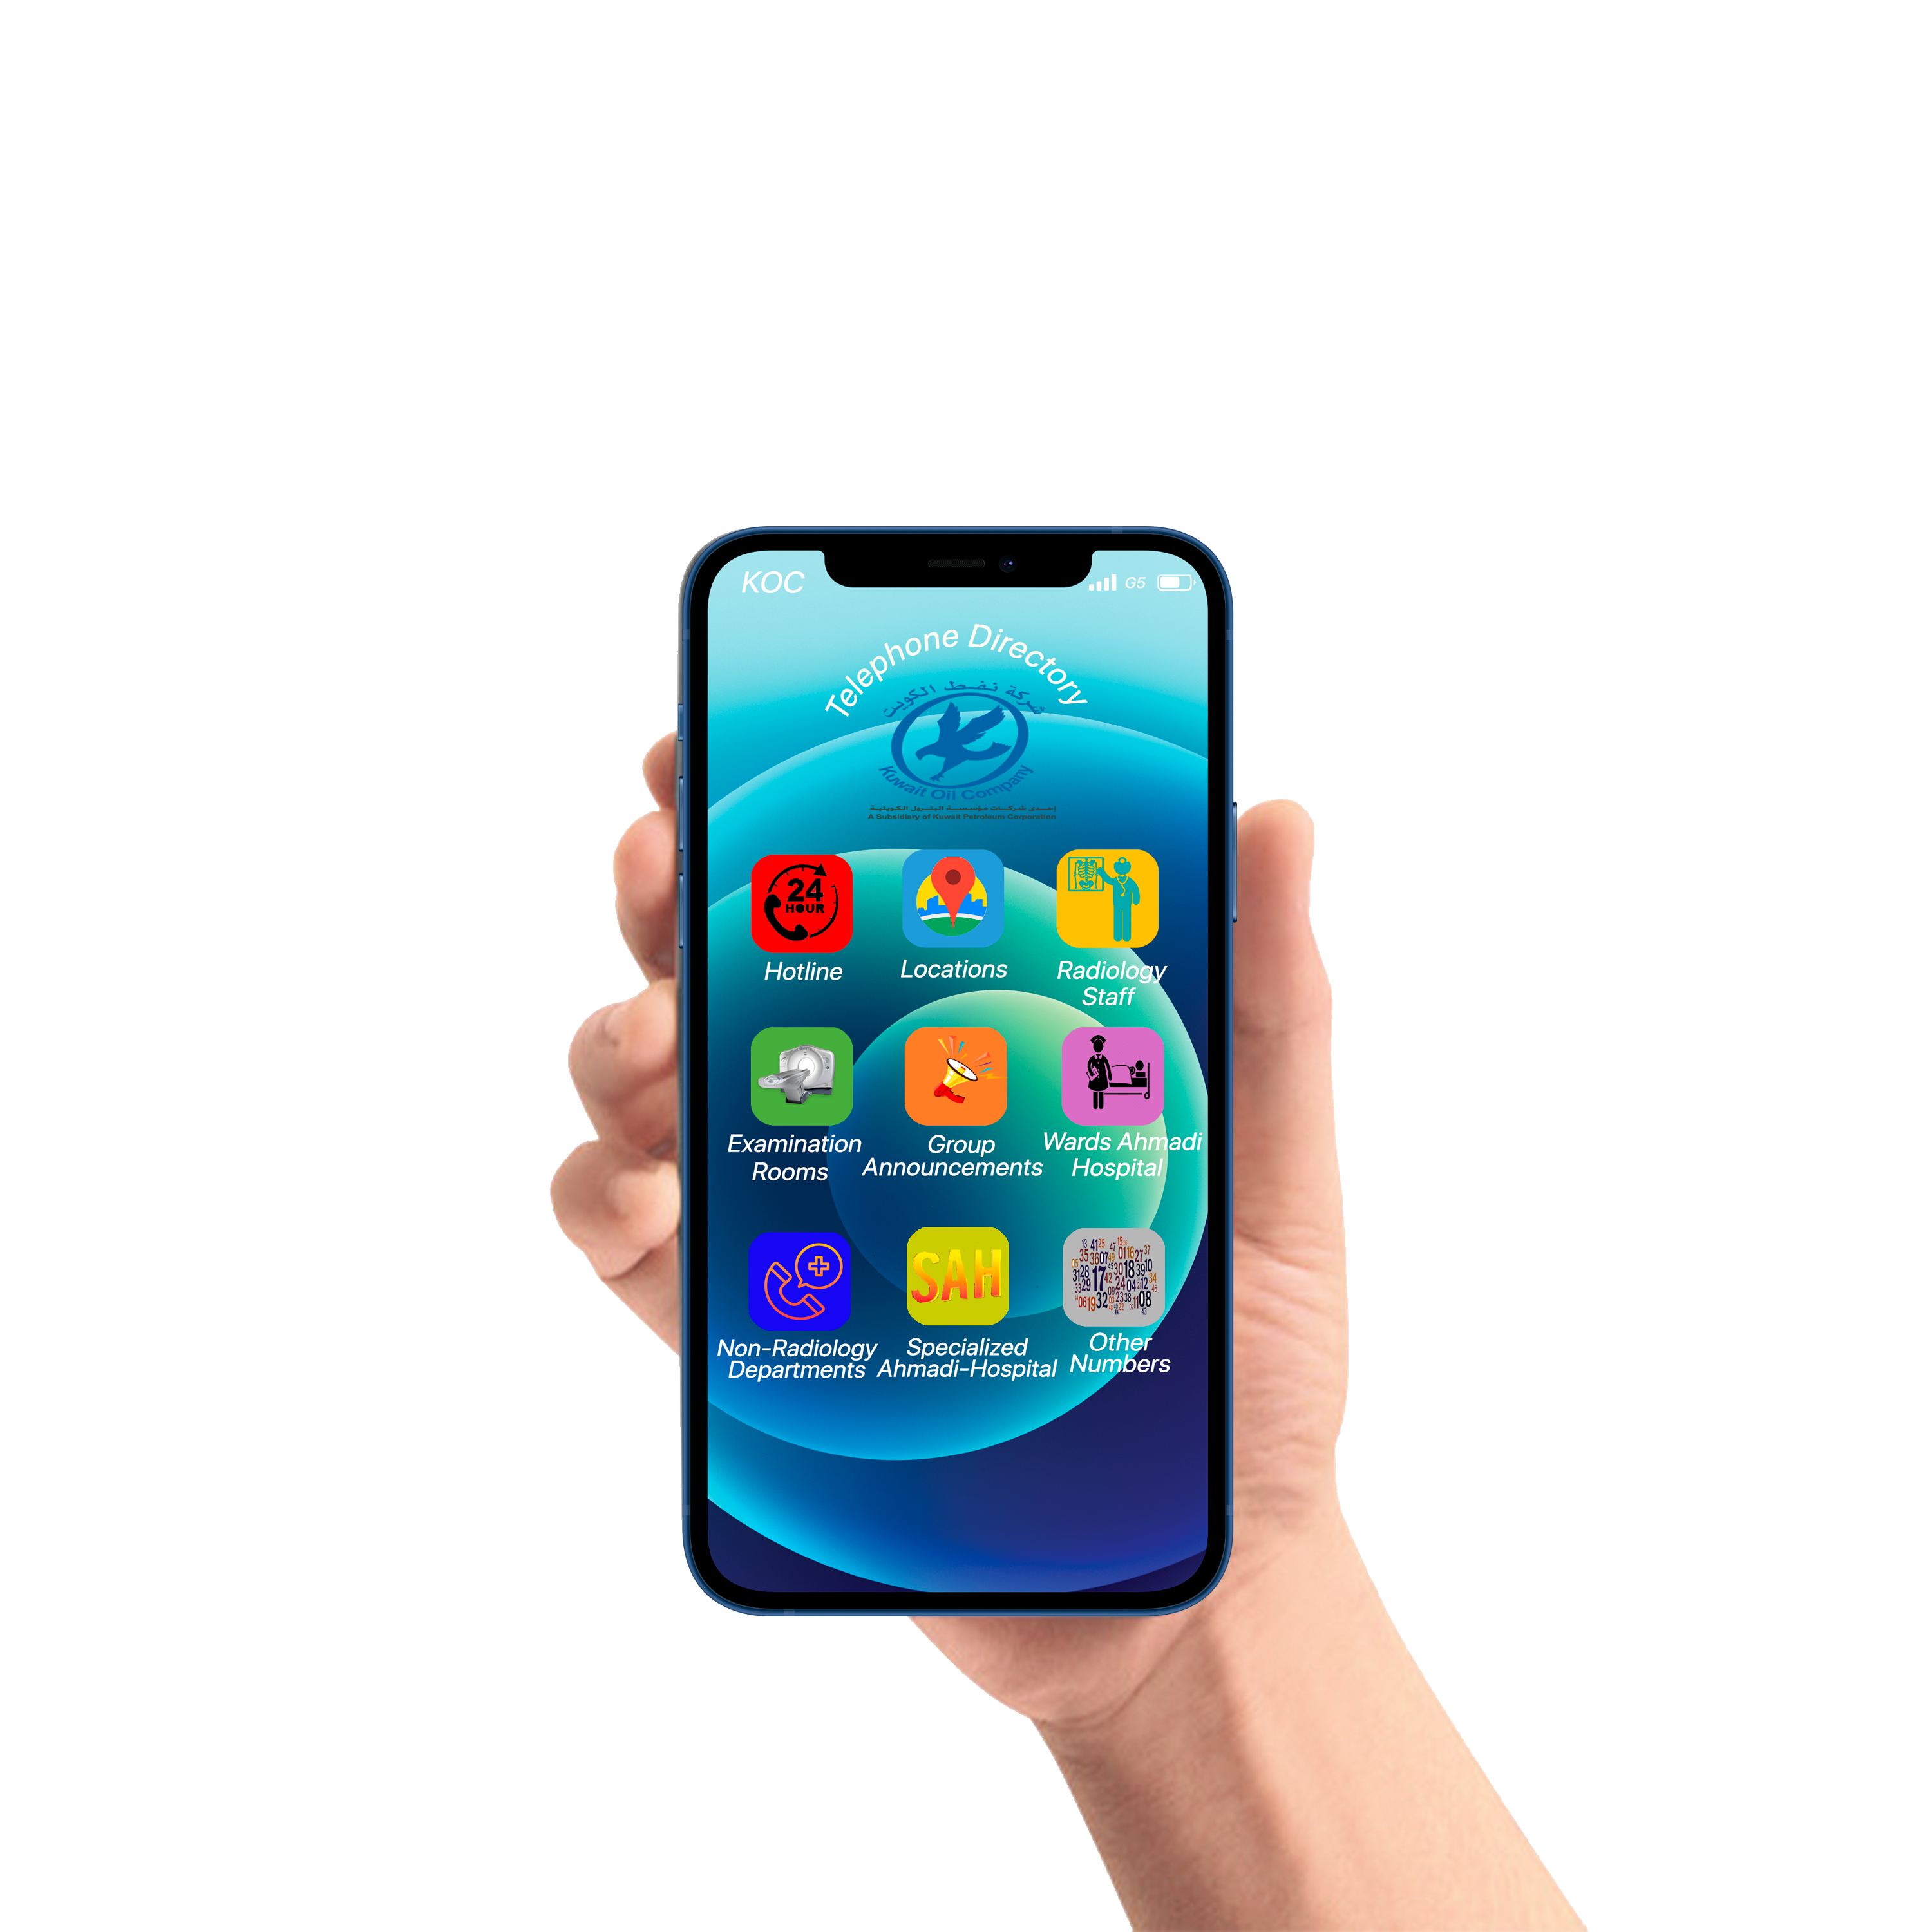 KOC
G5
Telephone Directory
شركة نفط الكويت
Kuwait Oil Company
إحدى شركات مؤسسة البترول الكويتية
A Subsidiary of Kuwait Petroleum Corporation
24
HOUR
Hotline
Locations
Radiology
Staff
Examination
Rooms
Group
Announcements
Wards Ahmadi
Hospital
Non-Radiology
Departments
SAH
Specialized
Ahmadi-Hospital
Other
Numbers